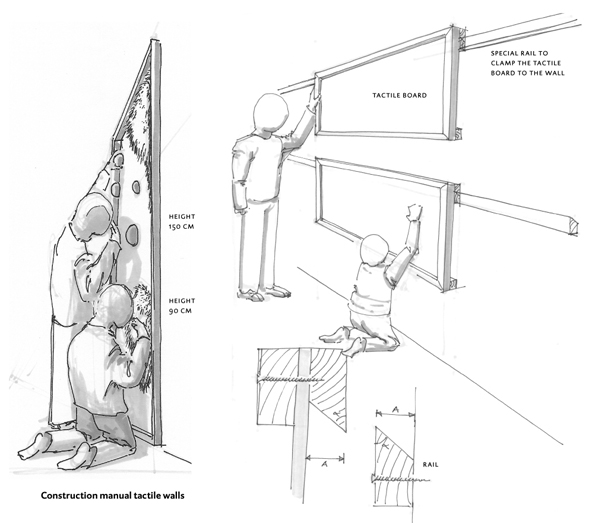 SPECIAL RAIL TO
CLAMP THE TACTILE
BOARD TO THE WALL
TACTILE BOARD
HEIGHT
150 CM
HEIGHT
90 CM
A
α
A
α
RAIL
Construction manual tactile walls